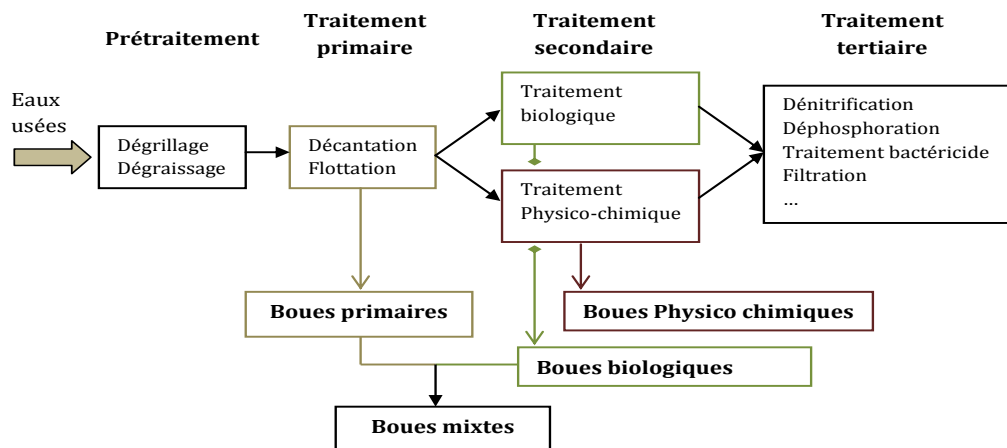 Prétraitement
Traitement
primaire
Traitement
secondaire
Traitement
tertiaire
Eaux
usées
Dégrillage
Dégraissage
Décantation
Flottation
Traitement
biologique
Traitement
Physico-chimique
Dénitrification
Déphosphoration
Traitement bactéricide
Filtration
...
Boues primaires
Boues Physico chimiques
Boues biologiques
Boues mixtes